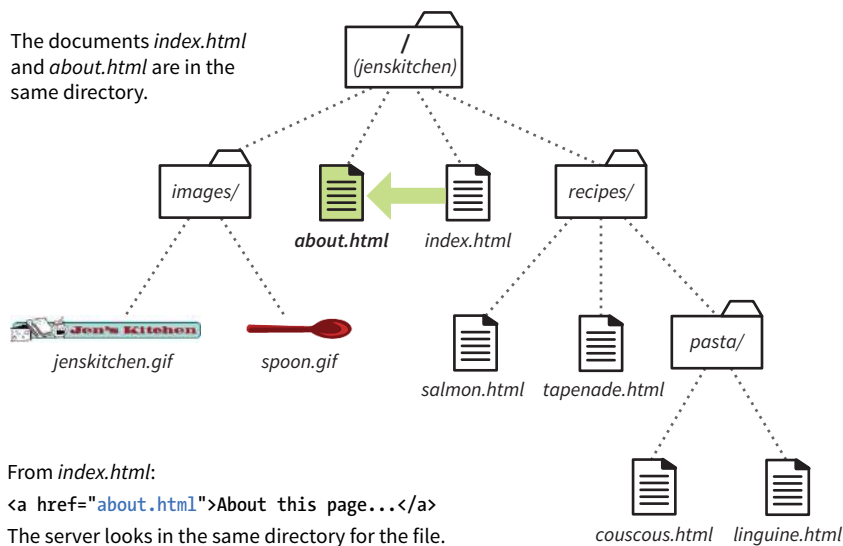 The documents index.html
and about.html are in the
same directory.
/
(jenskitchen)
images/
about.html
index.html
recipes/
Jen's Kitchen
jenskitchen.gif
spoon.gif
salmon.html
tapenade.html
pasta/
couscous.html
linguine.html
From index.html:
<a href="about.html">About this page...</a>
The server looks in the same directory for the file.